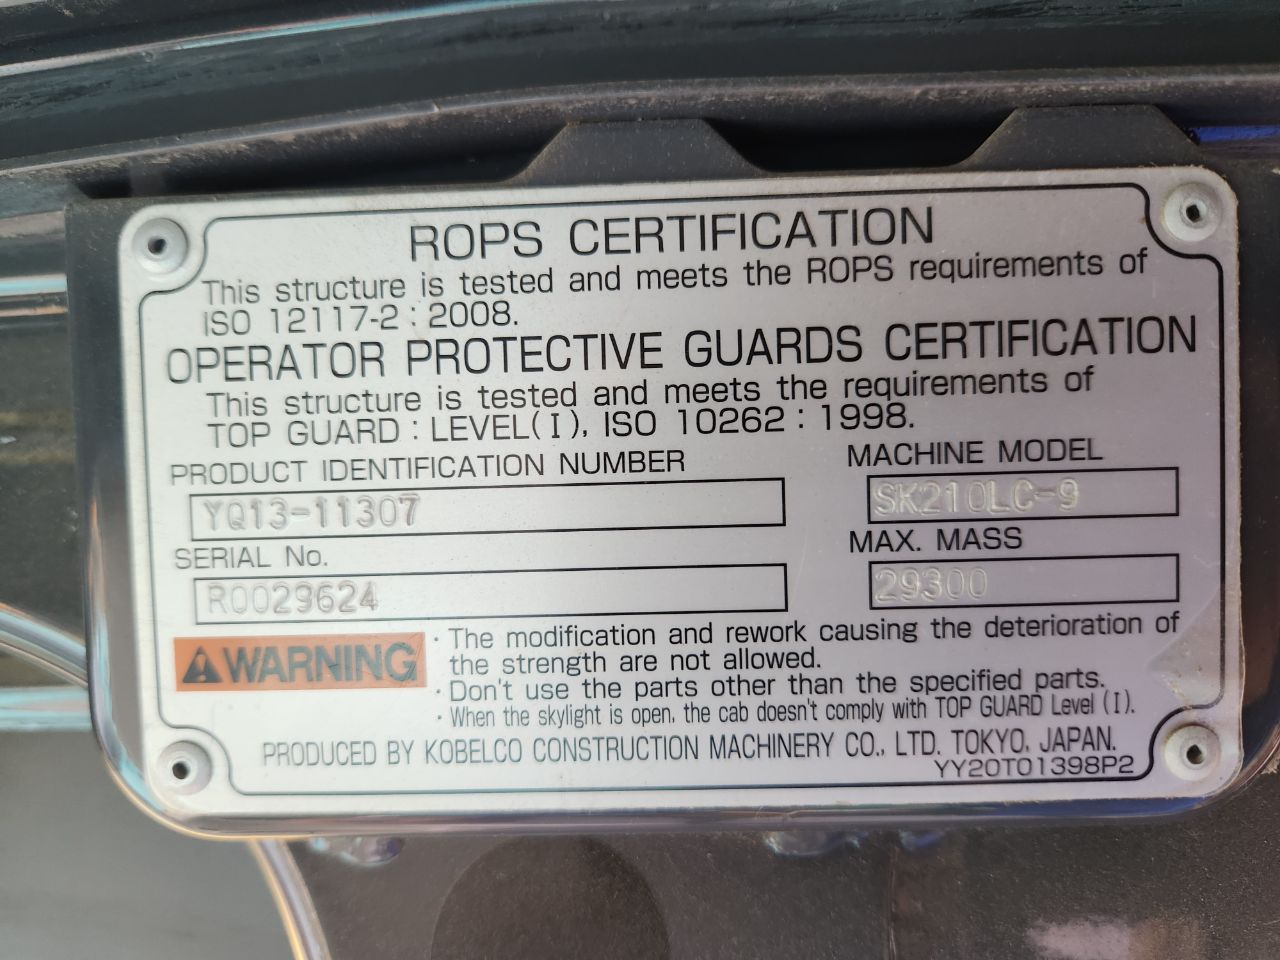 ROPS CERTIFICATION
This structure is tested and meets the ROPS requirements of
ISO 12117-2 : 2008.
OPERATOR PROTECTIVE GUARDS CERTIFICATION
This structure is tested and meets the requirements of
TOP GUARD : LEVEL(I), ISO 10262 : 1998.
PRODUCT IDENTIFICATION NUMBER
YQ13-11307
MACHINE MODEL
SK210LC-9
SERIAL No.
R0029624
MAX. MASS
29300
WARNING
· The modification and rework causing the deterioration of
the strength are not allowed.
· Don't use the parts other than the specified parts.
· When the skylight is open, the cab doesn't comply with TOP GUARD Level (I).
PRODUCED BY KOBELCO CONSTRUCTION MACHINERY CO., LTD. TOKYO, JAPAN.
YY20T01398P2